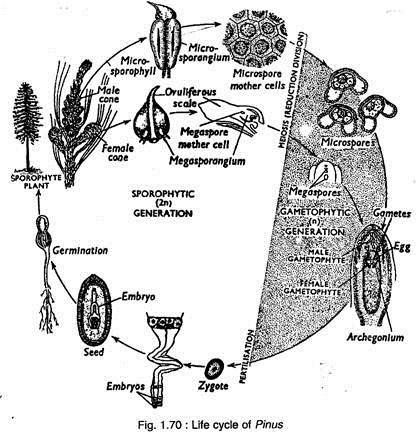 Micro-
sporophyll
Micro-
sporangium
Microspore
mother cells
Male
cone
Ovuliferous
scale
MEIOSIS (REDUCTION DIVISION)
Microspores
Female
cone
Megaspore
mother cell
Megasporangium
Megaspores
SPOROPHYTE
PLANT
SPOROPHYTIC
(2n)
GENERATION
GAMETOPHYTIC
(n)
GENERATION
Gametes
Egg
MALE
GAMETOPHYTE
FEMALE
GAMETOPHYTE
Archegonium
Germination
Embryo
Seed
FERTILISATION
Embryos
Zygote
Fig. 1.70 : Life cycle of Pinus